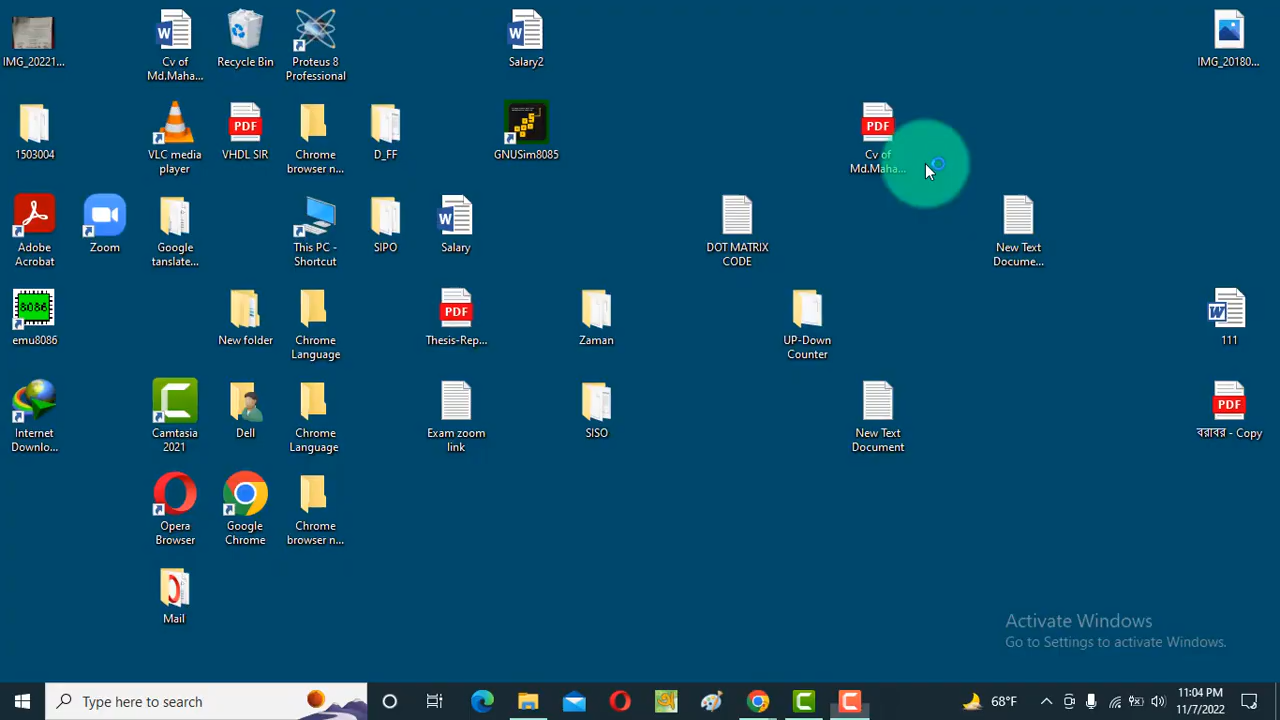 IMG_20221...
Cv of
Md.Maha...
Recycle Bin
Proteus 8
Professional
Salary2
IMG_20180...
1503004
VLC media
player
PDF
VHDL SIR
Chrome
browser n...
D_FF
GNUSim8085
PDF
Cv of
Md.Maha...
Adobe
Acrobat
Zoom
Google
tanslate...
This PC -
Shortcut
SIPO
Salary
DOT MATRIX
CODE
New Text
Docume...
8086
emu8086
New folder
Chrome
Language
PDF
Thesis-Rep...
Zaman
UP-Down
Counter
111
Internet
Downlo...
Camtasia
2021
Dell
Chrome
Language
Exam zoom
link
SISO
New Text
Document
PDF
বরাবর - Copy
Opera
Browser
Google
Chrome
Chrome
browser n...
Mail
Activate Windows
Go to Settings to activate Windows.
Type here to search
68°F
11:04 PM
11/7/2022